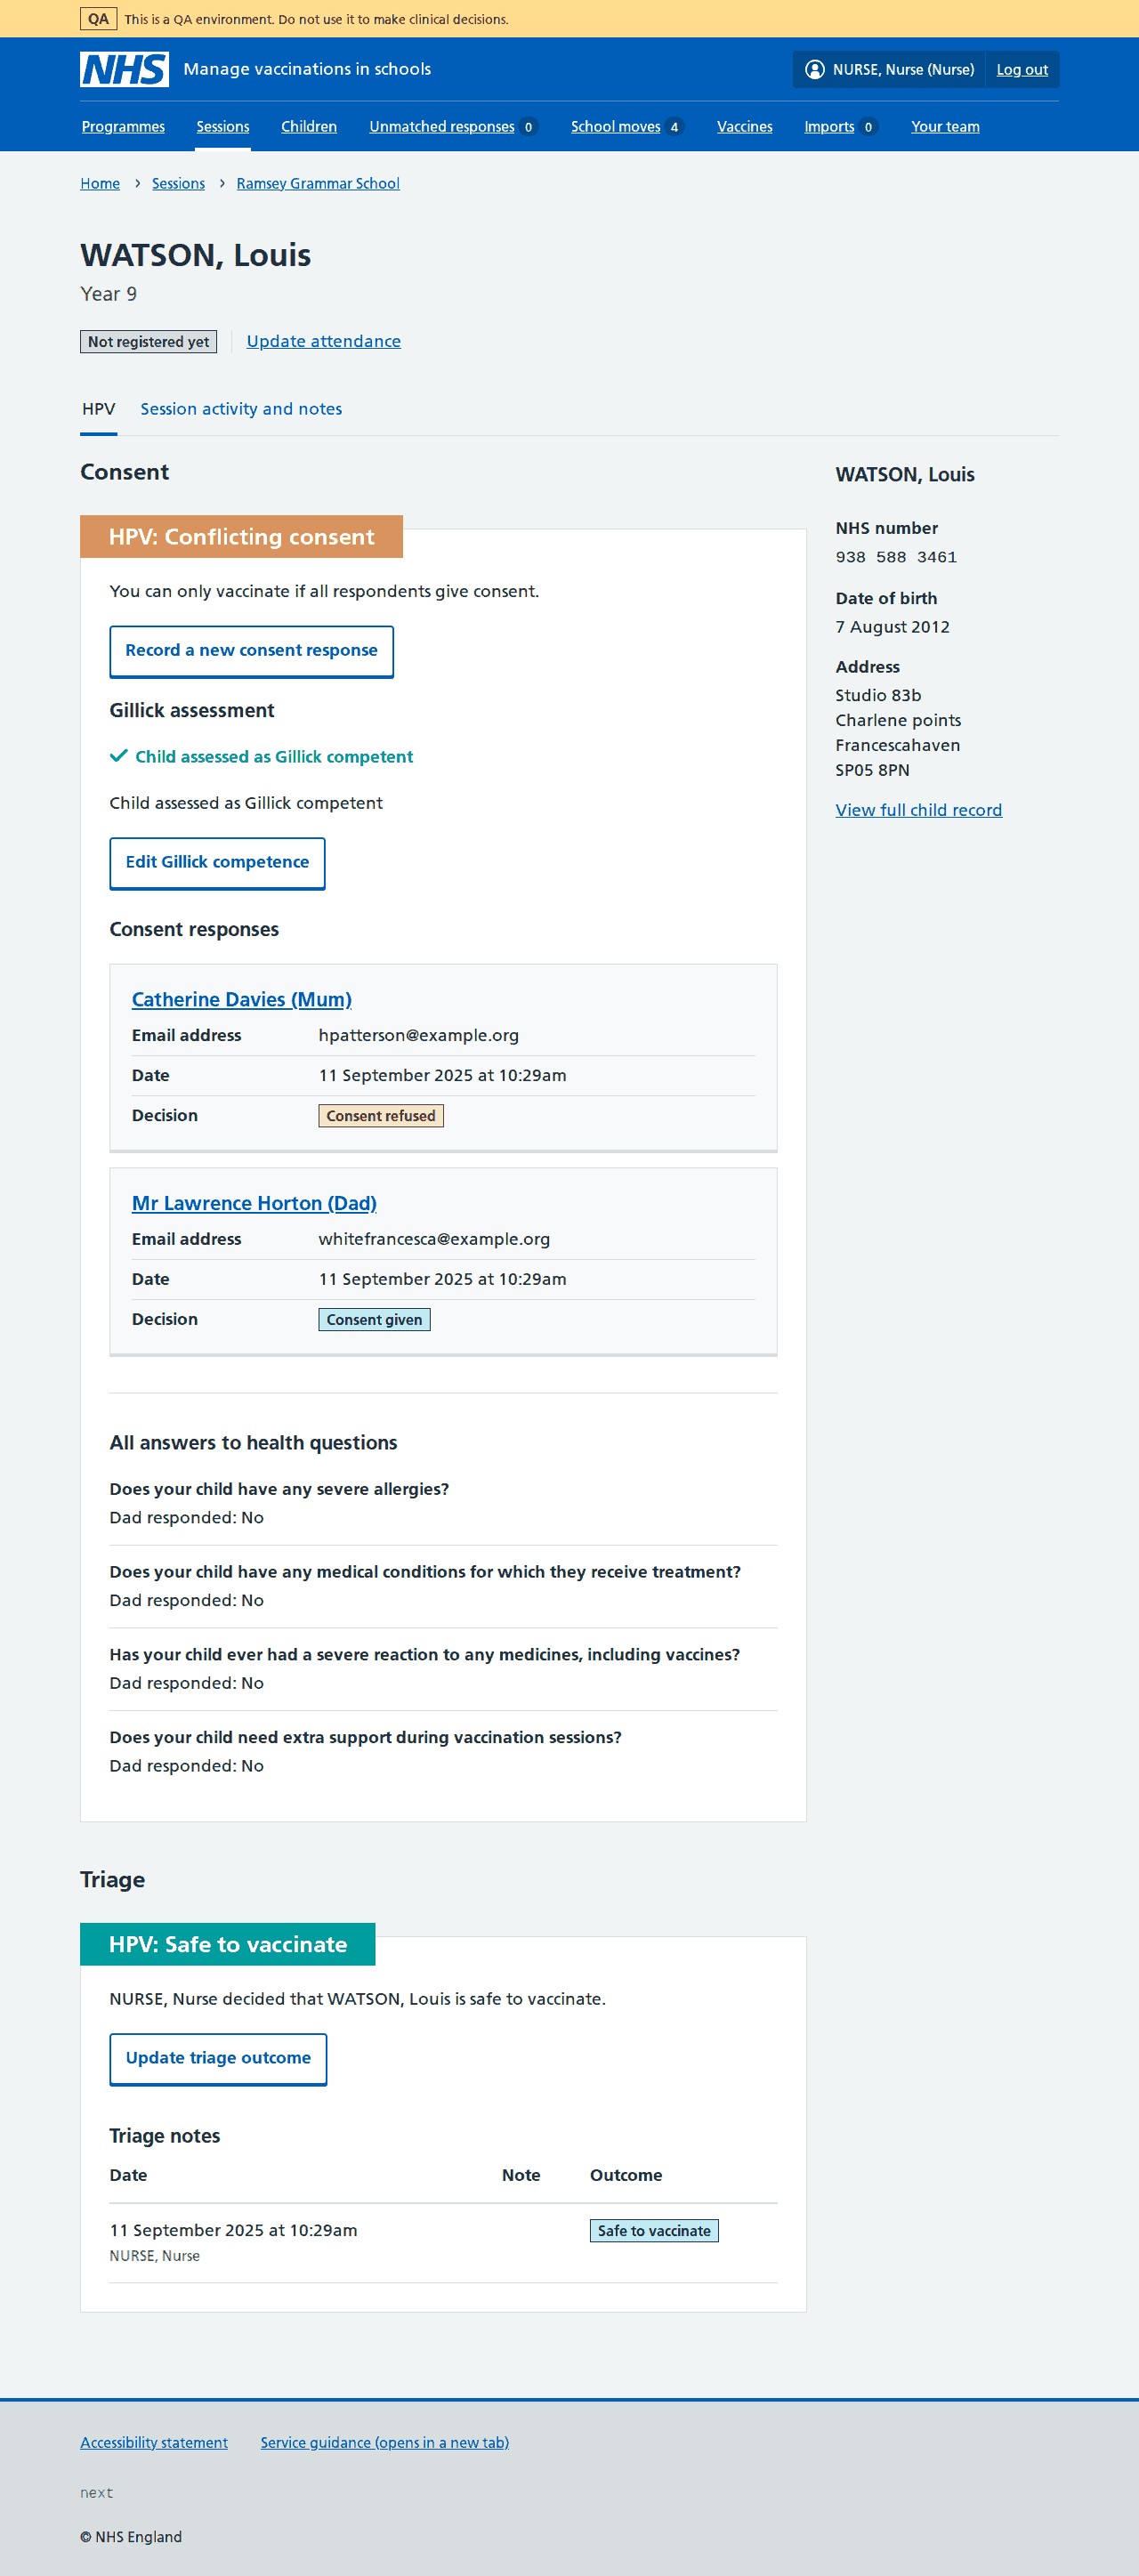 QA This is a QA environment. Do not use it to make clinical decisions.
NHS Manage vaccinations in schools NURSE, Nurse (Nurse) Log out
Programmes Sessions Children Unmatched responses 0 School moves 4 Vaccines Imports 0 Your team
Home > Sessions > Ramsey Grammar School
WATSON, Louis
Year 9
Not registered yet Update attendance
HPV Session activity and notes
Consent
HPV: Conflicting consent
You can only vaccinate if all respondents give consent.
Record a new consent response
Gillick assessment
Child assessed as Gillick competent
Child assessed as Gillick competent
Edit Gillick competence
Consent responses
Catherine Davies (Mum)
Email address hpatterson@example.org
Date 11 September 2025 at 10:29am
Decision Consent refused
Mr Lawrence Horton (Dad)
Email address whitefrancesca@example.org
Date 11 September 2025 at 10:29am
Decision Consent given
All answers to health questions
Does your child have any severe allergies?
Dad responded: No
Does your child have any medical conditions for which they receive treatment?
Dad responded: No
Has your child ever had a severe reaction to any medicines, including vaccines?
Dad responded: No
Does your child need extra support during vaccination sessions?
Dad responded: No
WATSON, Louis
NHS number
938 588 3461
Date of birth
7 August 2012
Address
Studio 83b
Charlene points
Francescahaven
SP05 8PN
View full child record
Triage
HPV: Safe to vaccinate
NURSE, Nurse decided that WATSON, Louis is safe to vaccinate.
Update triage outcome
Triage notes
Date Note Outcome
11 September 2025 at 10:29am Safe to vaccinate
NURSE, Nurse
Accessibility statement Service guidance (opens in a new tab)
next
© NHS England